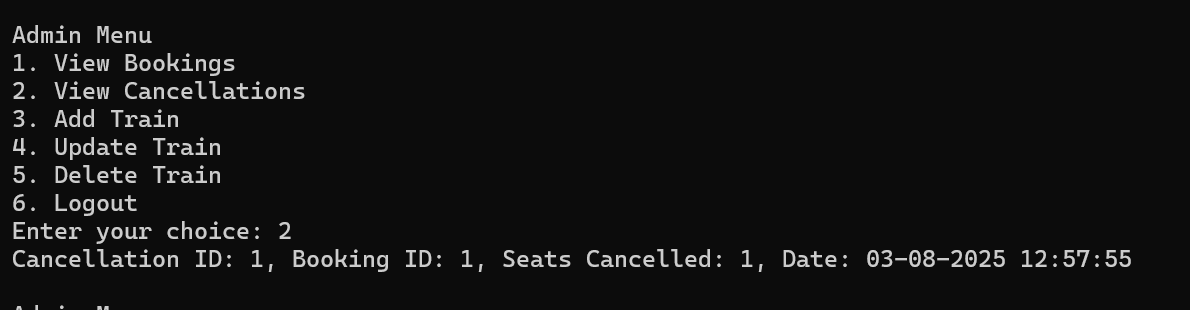 Admin Menu
1. View Bookings
2. View Cancellations
3. Add Train
4. Update Train
5. Delete Train
6. Logout
Enter your choice: 2
Cancellation ID: 1, Booking ID: 1, Seats Cancelled: 1, Date: 03-08-2025 12:57:55